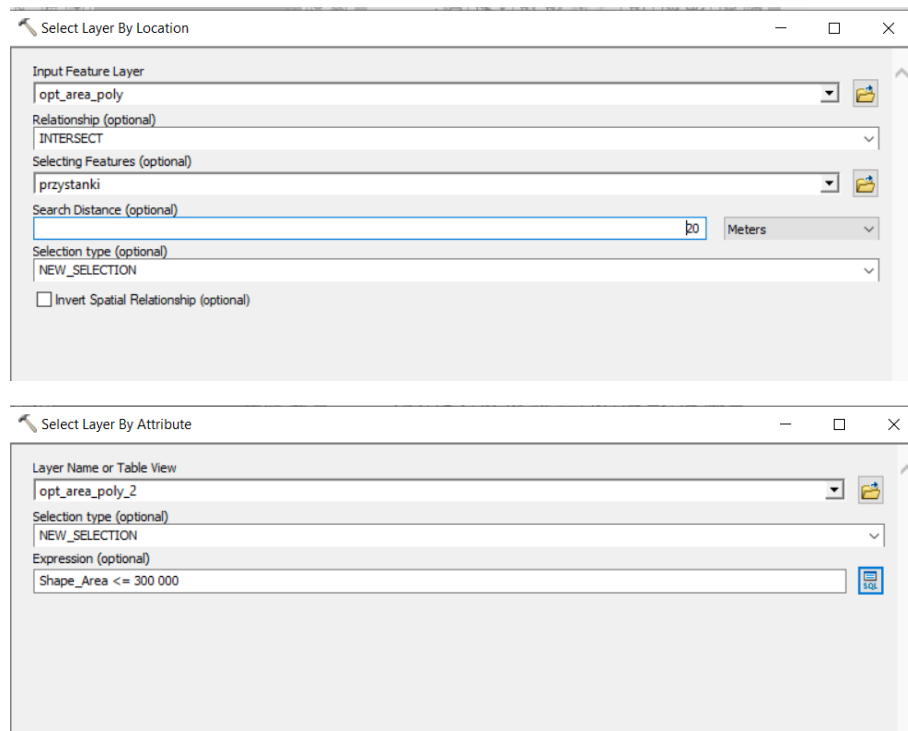 Select Layer By Location
Input Feature Layer
opt_area_poly
Relationship (optional)
INTERSECT
Selecting Features (optional)
przystanki
Search Distance (optional)
20 Meters
Selection type (optional)
NEW_SELECTION
Invert Spatial Relationship (optional)
Select Layer By Attribute
Layer Name or Table View
opt_area_poly_2
Selection type (optional)
NEW_SELECTION
Expression (optional)
Shape_Area <= 300 000
SQL